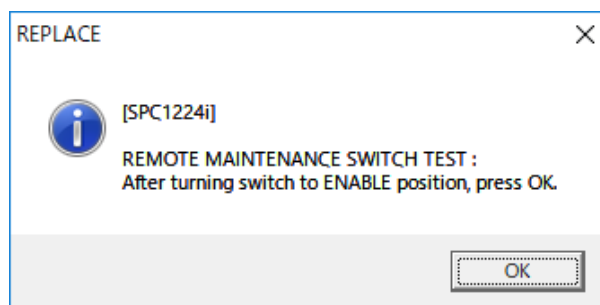 REPLACE
[SPC1224i]
REMOTE MAINTENANCE SWITCH TEST :
After turning switch to ENABLE position, press OK.
OK